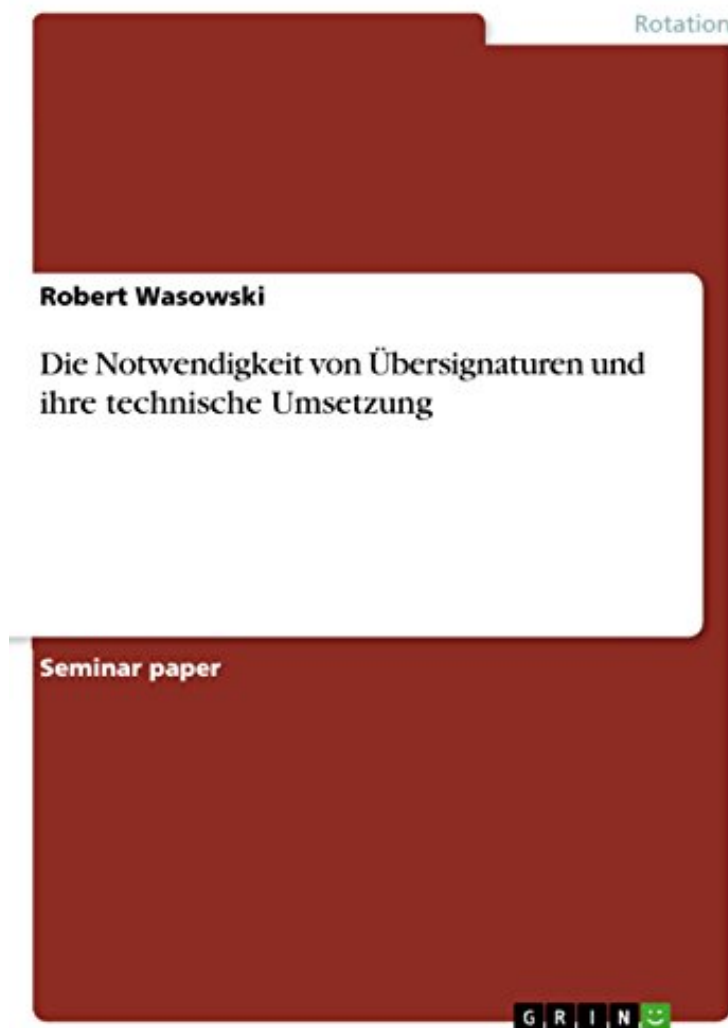 Rotation
Robert Wasowski
Die Notwendigkeit von Übersignaturen und
ihre technische Umsetzung
Seminar paper
GRIN